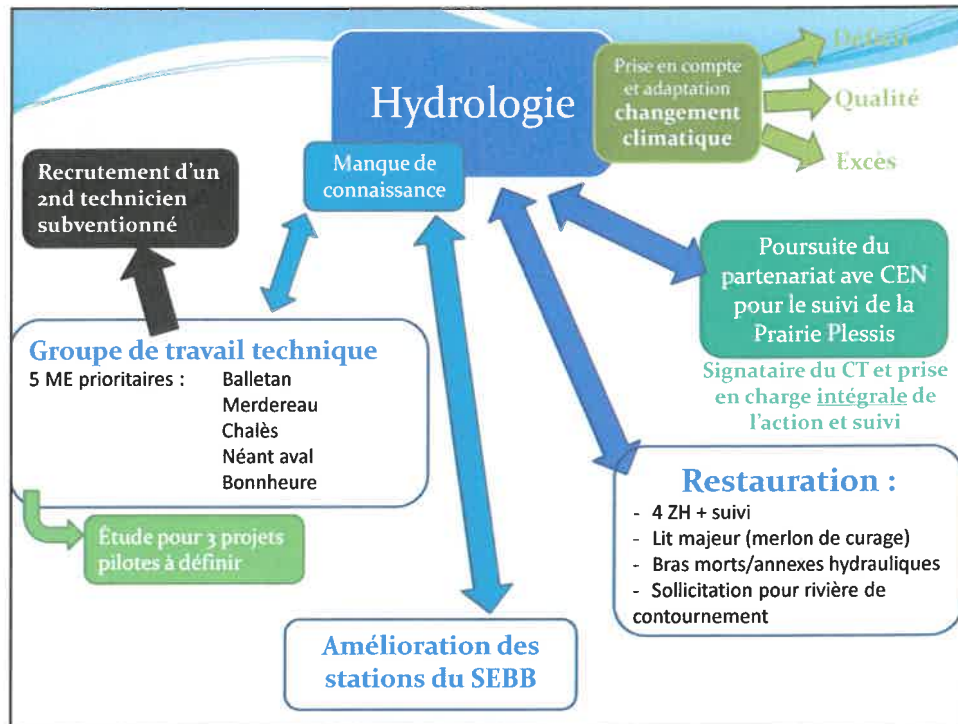 Hydrologie
Prise en compte
et adaptation
changement
climatique
Déficit
Qualité
Excès
Manque de
connaissance
Recrutement d'un
2nd technicien
subventionné
Poursuite du
partenariat ave CEN
pour le suivi de la
Prairie Plessis
Signataire du CT et prise
en charge intégrale de
l'action et suivi
Groupe de travail technique
5 ME prioritaires : Balletan
Merdereau
Chalès
Néant aval
Bonnheure
Étude pour 3 projets
pilotes à définir
Restauration :
- 4 ZH + suivi
- Lit majeur (merlon de curage)
- Bras morts/annexes hydrauliques
- Sollicitation pour rivière de
contournement
Amélioration des
stations du SEBB